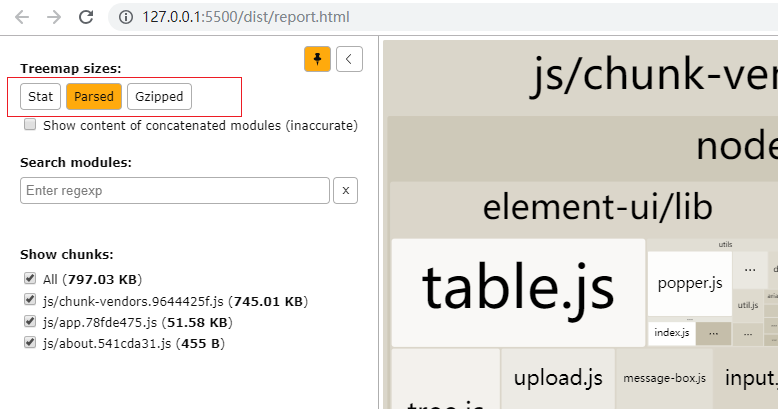 127.0.0.1:5500/dist/report.html
Treemap sizes:
Stat Parsed Gzipped
Show content of concatenated modules (inaccurate)
Search modules:
Enter regexp x
Show chunks:
All (797.03 KB)
js/chunk-vendors.9644425f.js (745.01 KB)
js/app.78fde475.js (51.58 KB)
js/about.541cda31.js (455 B)
js/chunk-ven
node
element-ui/lib
table.js
utils
popper.js
...
util.js
index.js
...
...
tree.js
upload.js
message-box.js
input.